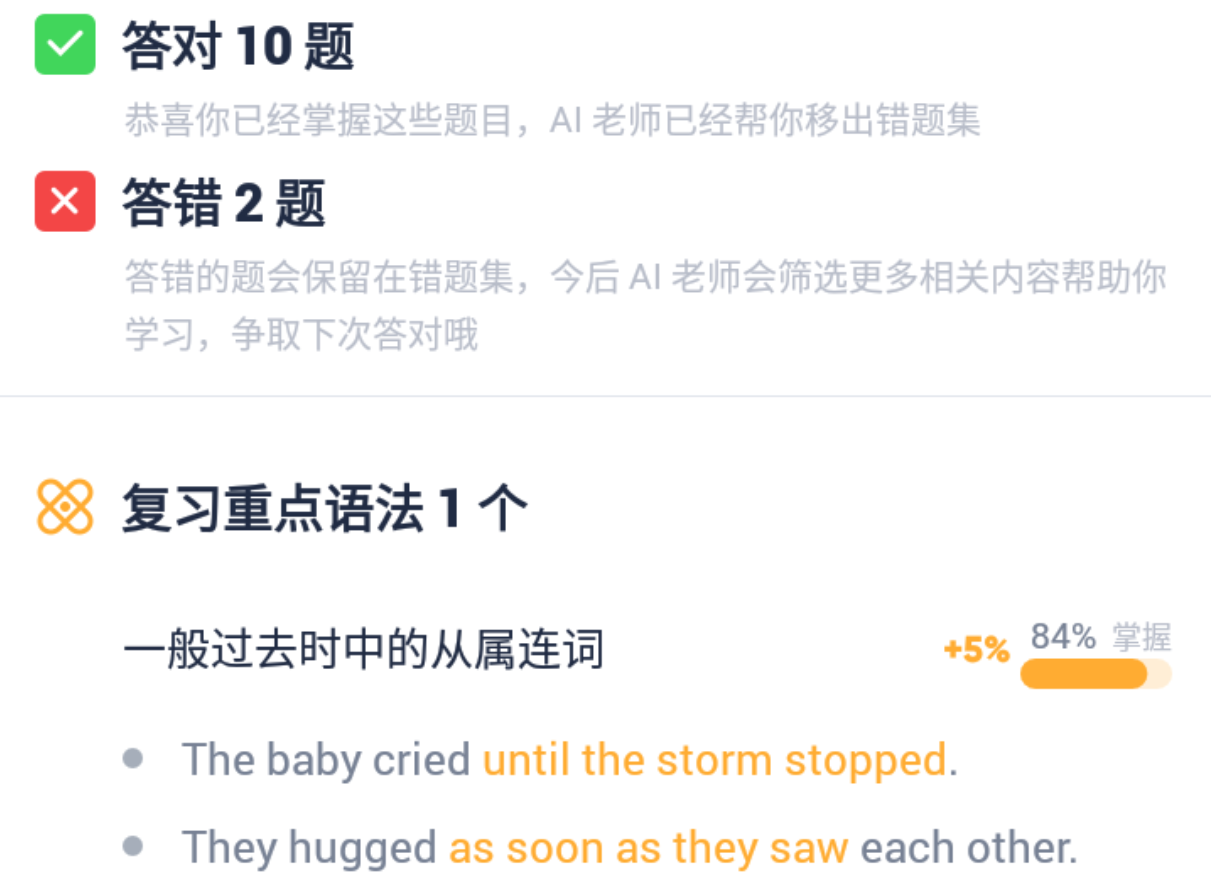 答对 10 题
恭喜你已经掌握这些题目，AI 老师已经帮你移出错题集
答错 2 题
答错的题会保留在错题集，今后 AI 老师会筛选更多相关内容帮助你
学习，争取下次答对哦
复习重点语法 1 个
一般过去时中的从属连词
+5% 84% 掌握
The baby cried until the storm stopped.
They hugged as soon as they saw each other.